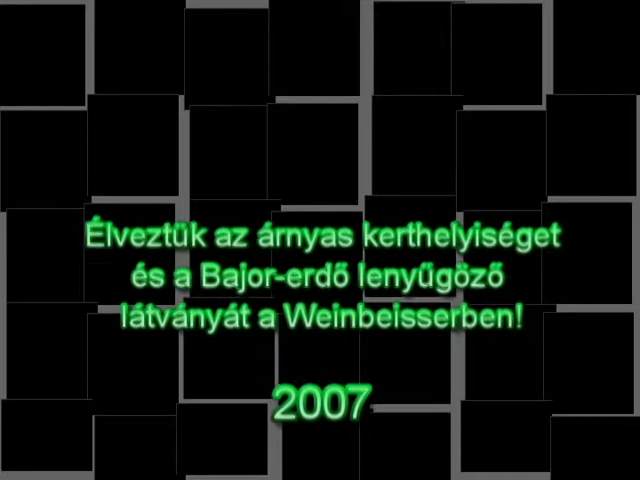 Élveztük az árnyas kerthelyiséget
és a Bajor-erdő lenyűgöző
látványát a Weinbeisserben!
2007